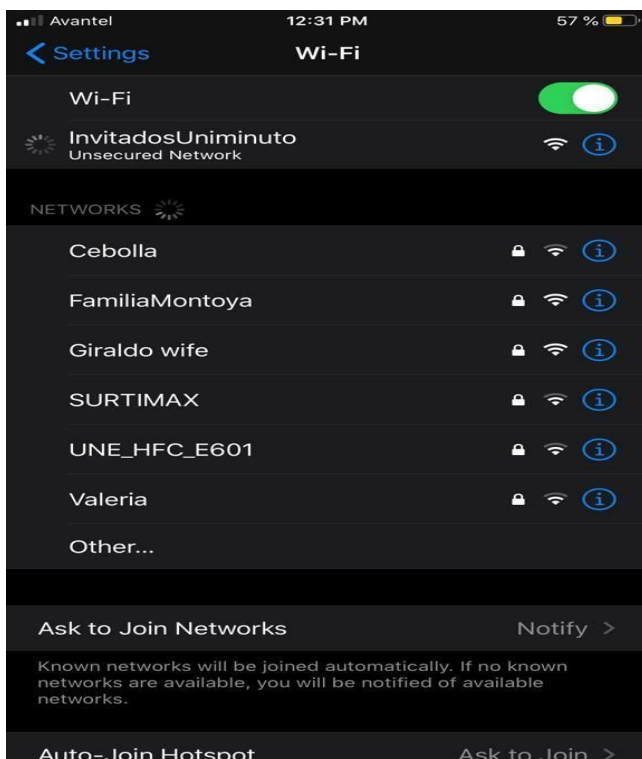 Avantel 12:31 PM 57 %
Settings Wi-Fi
Wi-Fi
InvitadosUniminuto
Unsecured Network
NETWORKS
Cebolla
FamiliaMontoya
Giraldo wife
SURTIMAX
UNE_HFC_E601
Valeria
Other...
Ask to Join Networks Notify
Known networks will be joined automatically. If no known
networks are available, you will be notified of available
networks.
Auto-Join Hotspot Ask to Join